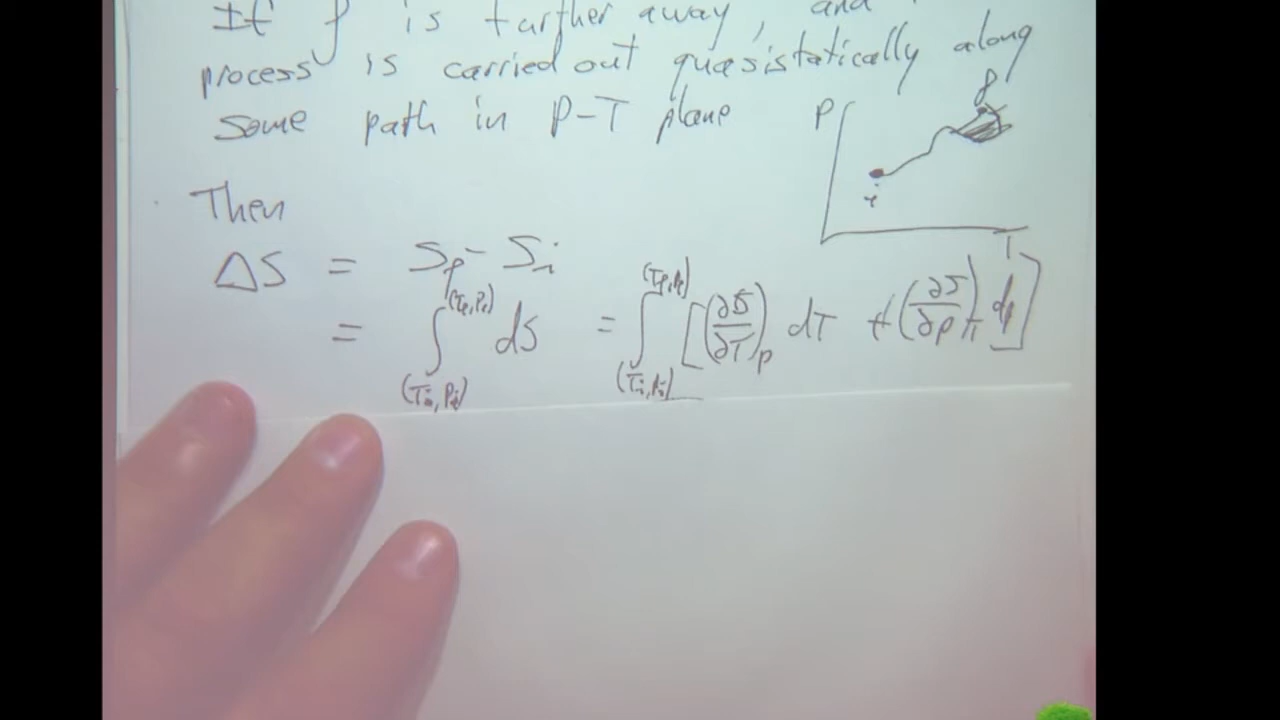 If f is further away, and
process is carried out quasistatically along
some path in P-T plane
P
f
i
T
Then
ΔS = S_f - S_i
= ∫_{(T_i, P_i)}^{(T_f, P_f)} dS = ∫_{(T_i, P_i)}^{(T_f, P_f)} [(∂S/∂T)_P dT + (∂S/∂P)_T dP]